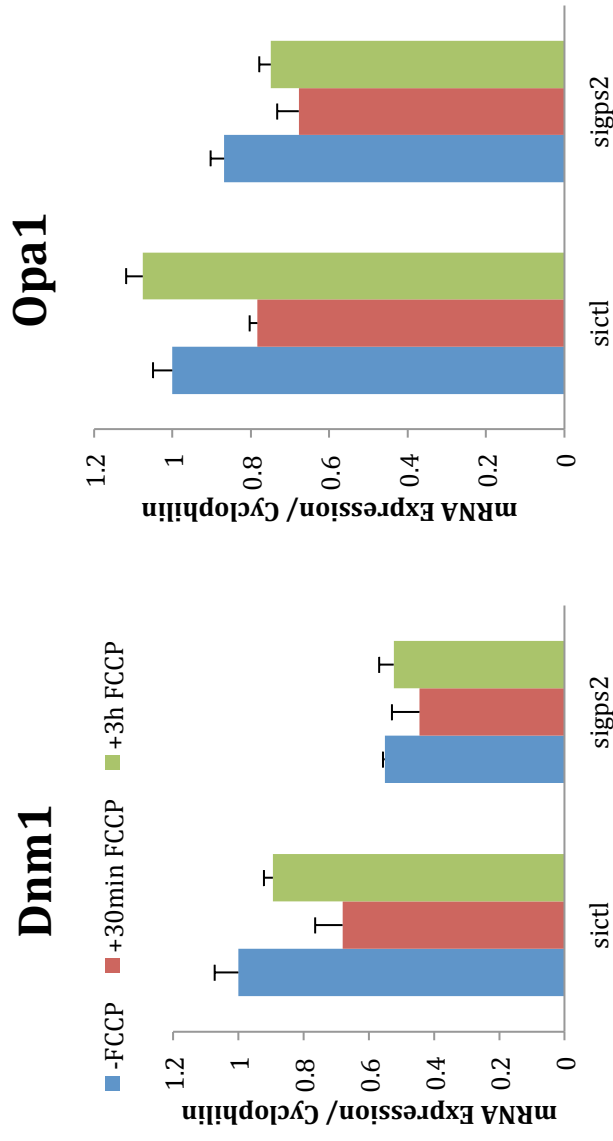 Dnm1
-FCCP
+30min FCCP
+3h FCCP
mRNA Expression/ Cyclophilin
1.2
1
0.8
0.6
0.4
0.2
0
sictl
sigps2
Opa1
mRNA Expression/ Cyclophilin
1.2
1
0.8
0.6
0.4
0.2
0
sictl
sigps2